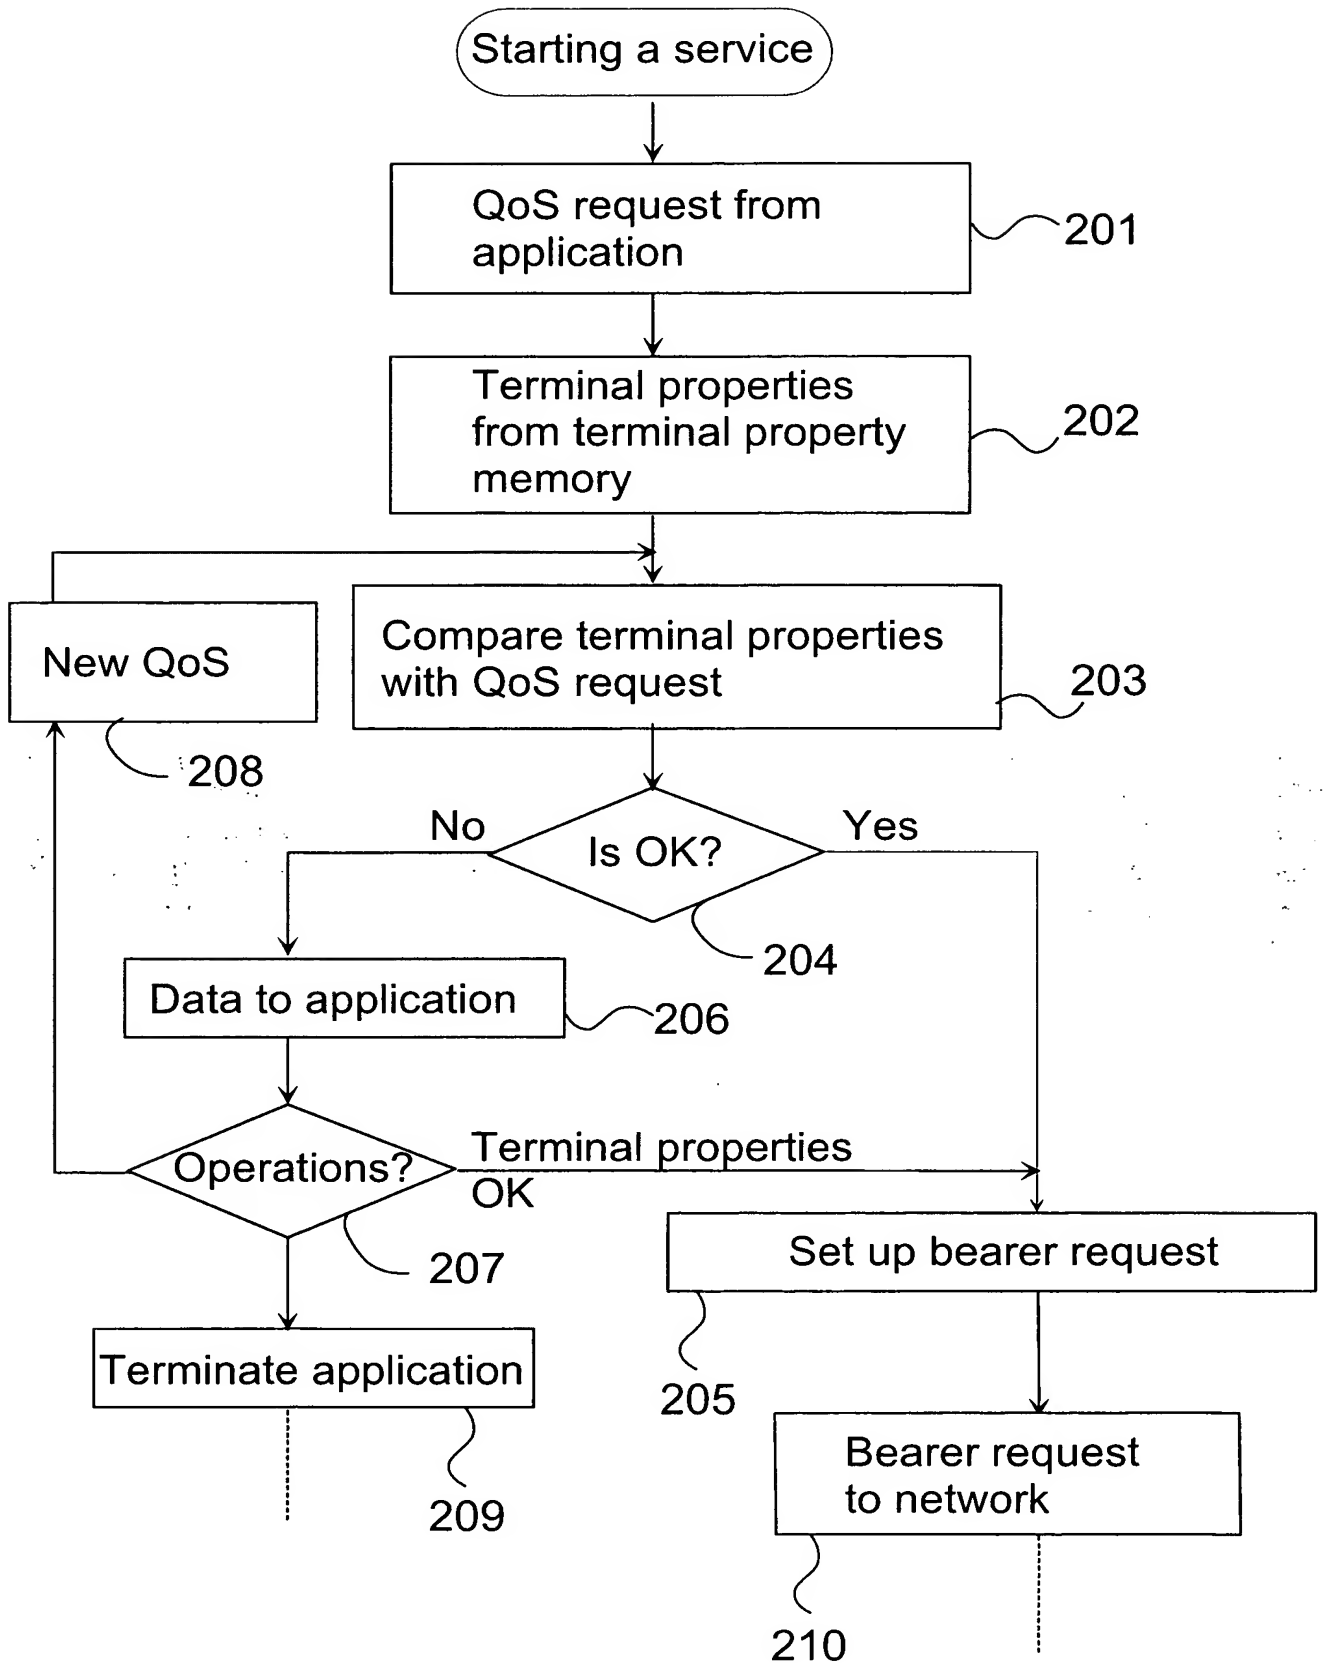 Starting a service
QoS request from
application
201
Terminal properties
from terminal property
memory
202
New QoS
208
Compare terminal properties
with QoS request
203
No
Is OK?
Yes
204
Data to application
206
Operations?
Terminal properties
OK
207
Set up bearer request
205
Terminate application
209
Bearer request
to network
210